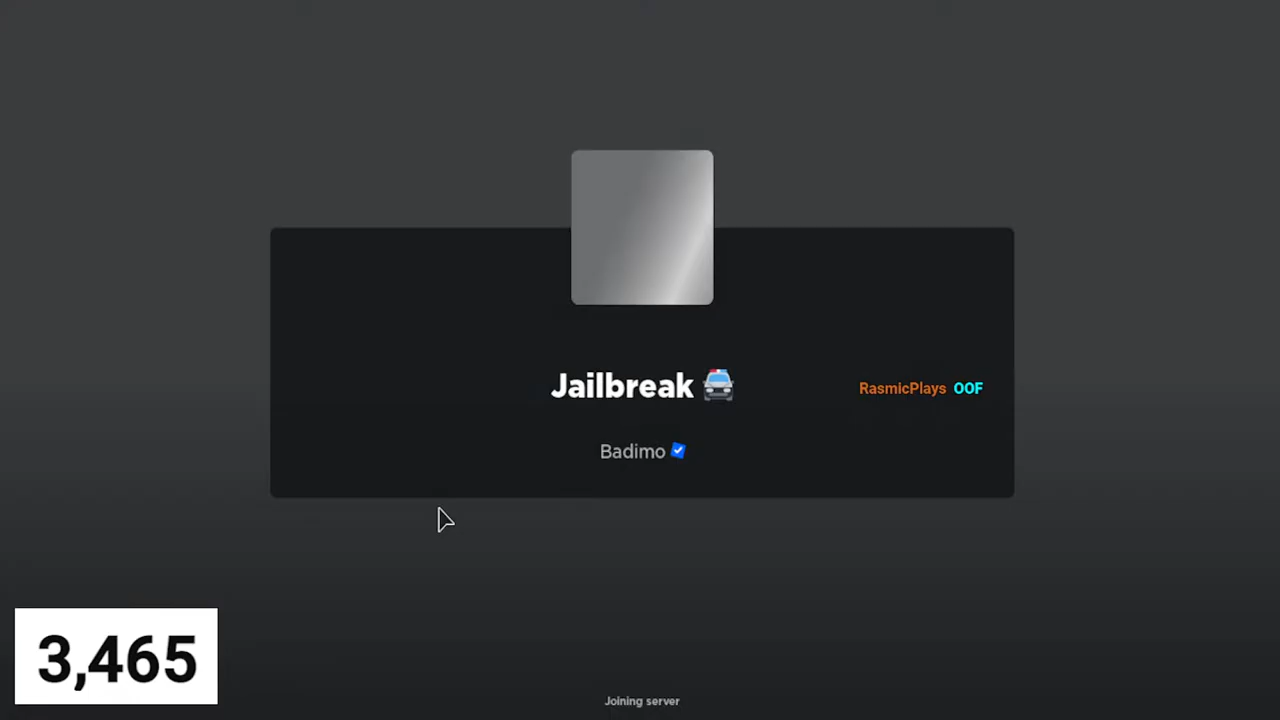 Jailbreak 🚔
RasmicPlays OOF
Badimo
3,465
Joining server